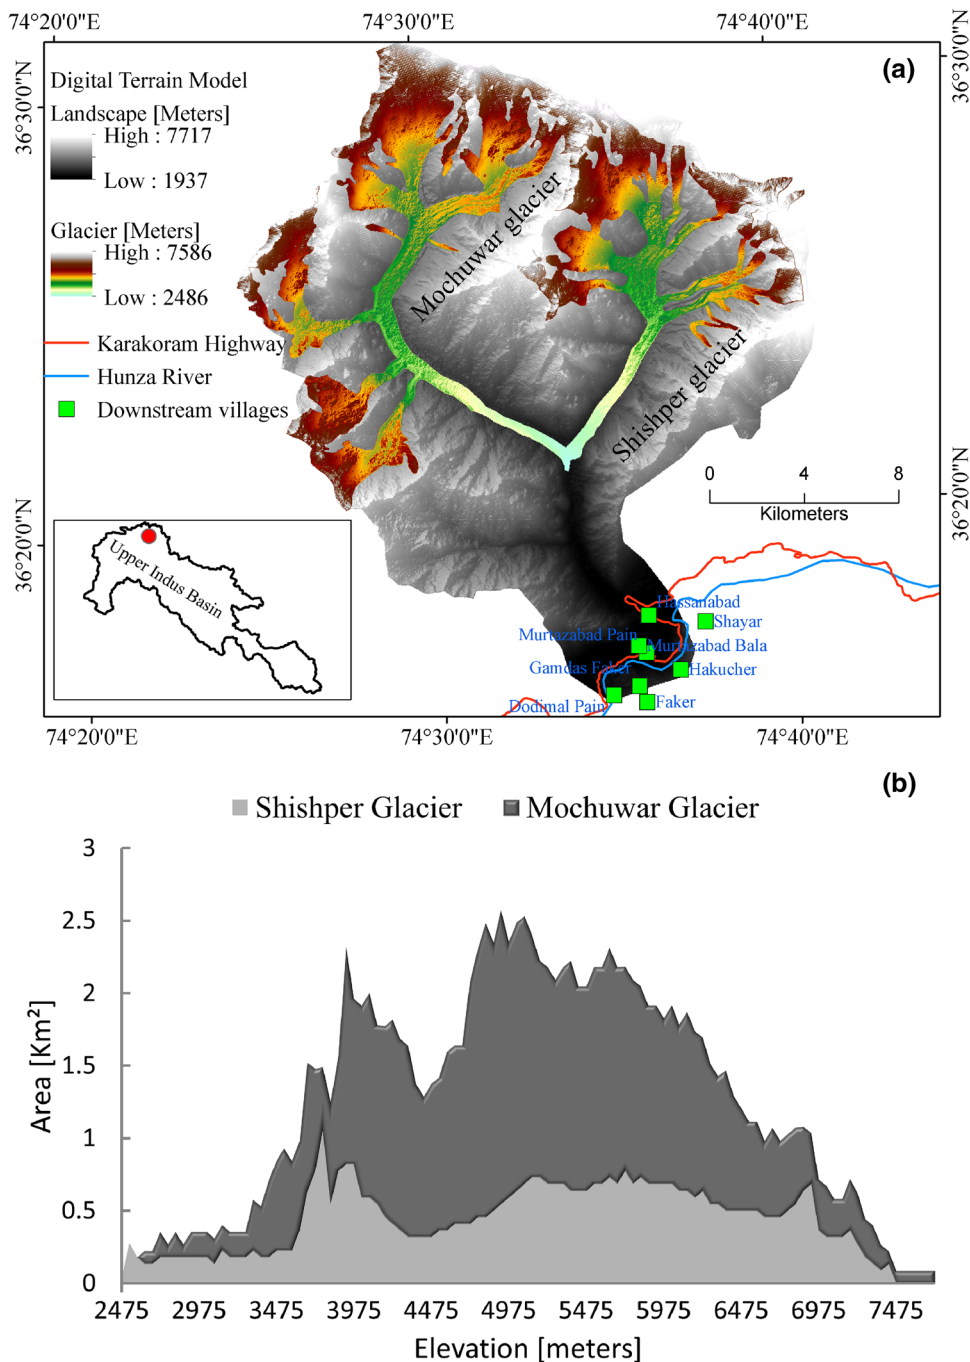 74°20'0"E 74°30'0"E 74°40'0"E
(a)
36°30'0"N
36°30'0"N
Digital Terrain Model
Landscape [Meters]
High : 7717
Low : 1937
Glacier [Meters]
High : 7586
Low : 2486
Karakoram Highway
Hunza River
Downstream villages
Mochuwar glacier
Shishper glacier
0 4 8
Kilometers
36°20'0"N
36°20'0"N
Upper Indus Basin
Hassanabad
Shayar
Murtazabad Pain
Murtazabad Bala
Gamdas Faker
Hakucher
Dodimal Pain
Faker
74°20'0"E 74°30'0"E 74°40'0"E
(b)
Shishper Glacier Mochuwar Glacier
3
2.5
2
1.5
1
0.5
0
Area [Km²]
2475 2975 3475 3975 4475 4975 5475 5975 6475 6975 7475
Elevation [meters]